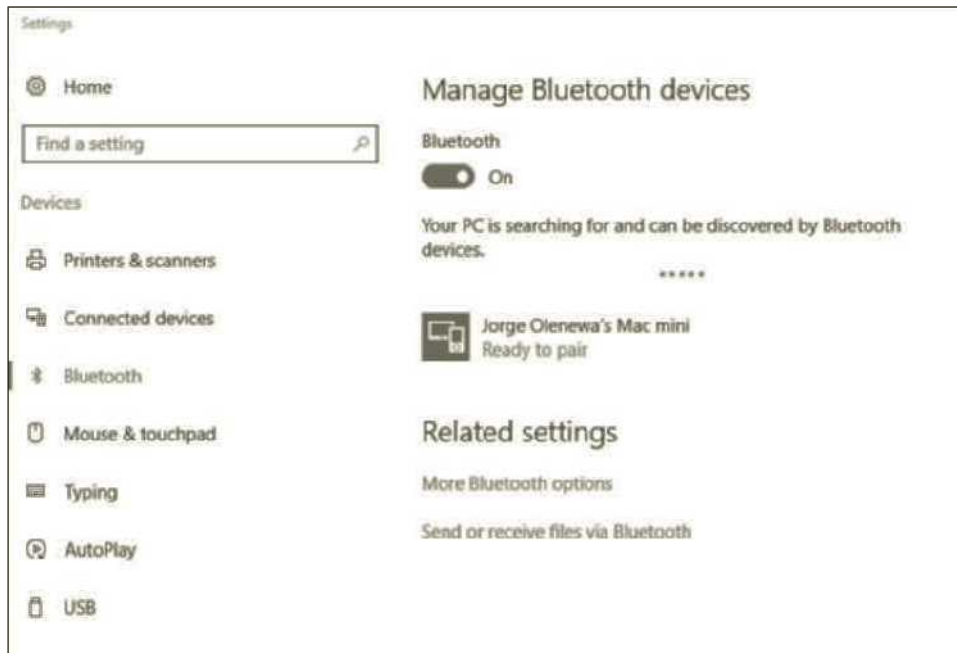 Settings
Home
Find a setting
Devices
Printers & scanners
Connected devices
Bluetooth
Mouse & touchpad
Typing
AutoPlay
USB
Manage Bluetooth devices
Bluetooth
On
Your PC is searching for and can be discovered by Bluetooth
devices.
Jorge Olenewa's Mac mini
Ready to pair
Related settings
More Bluetooth options
Send or receive files via Bluetooth